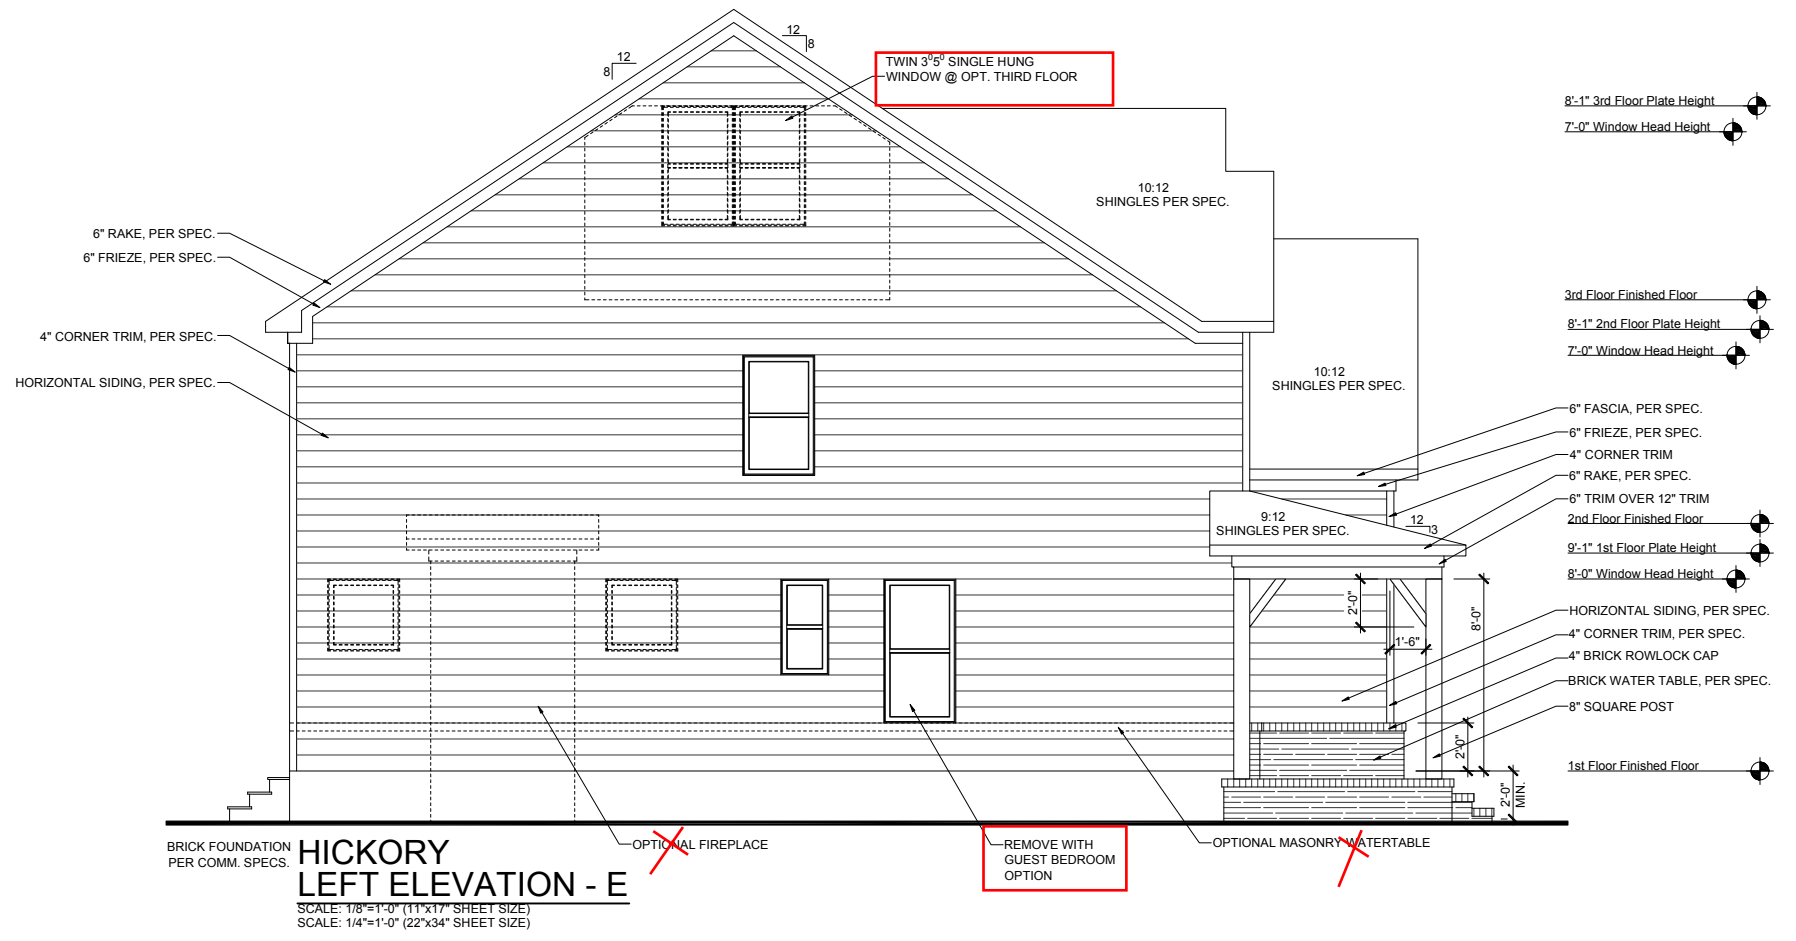 12
8
12
8
TWIN 3⁰5⁰ SINGLE HUNG
WINDOW @ OPT. THIRD FLOOR
8'-1" 3rd Floor Plate Height
7'-0" Window Head Height
10:12
SHINGLES PER SPEC.
6" RAKE, PER SPEC.
6" FRIEZE, PER SPEC.
3rd Floor Finished Floor
8'-1" 2nd Floor Plate Height
7'-0" Window Head Height
4" CORNER TRIM, PER SPEC.
HORIZONTAL SIDING, PER SPEC.
10:12
SHINGLES PER SPEC.
6" FASCIA, PER SPEC.
6" FRIEZE, PER SPEC.
4" CORNER TRIM
6" RAKE, PER SPEC.
6" TRIM OVER 12" TRIM
9:12
SHINGLES PER SPEC.
12
3
2nd Floor Finished Floor
9'-1" 1st Floor Plate Height
8'-0" Window Head Height
2'-0"
8'-0"
1'-6"
HORIZONTAL SIDING, PER SPEC.
4" CORNER TRIM, PER SPEC.
4" BRICK ROWLOCK CAP
BRICK WATER TABLE, PER SPEC.
8" SQUARE POST
2'-0"
1st Floor Finished Floor
2'-0"
MIN.
BRICK FOUNDATION
PER COMM. SPECS.
OPTIONAL FIREPLACE
REMOVE WITH
GUEST BEDROOM
OPTION
OPTIONAL MASONRY WATERTABLE
HICKORY
LEFT ELEVATION - E
SCALE: 1/8"=1'-0" (11"x17" SHEET SIZE)
SCALE: 1/4"=1'-0" (22"x34" SHEET SIZE)